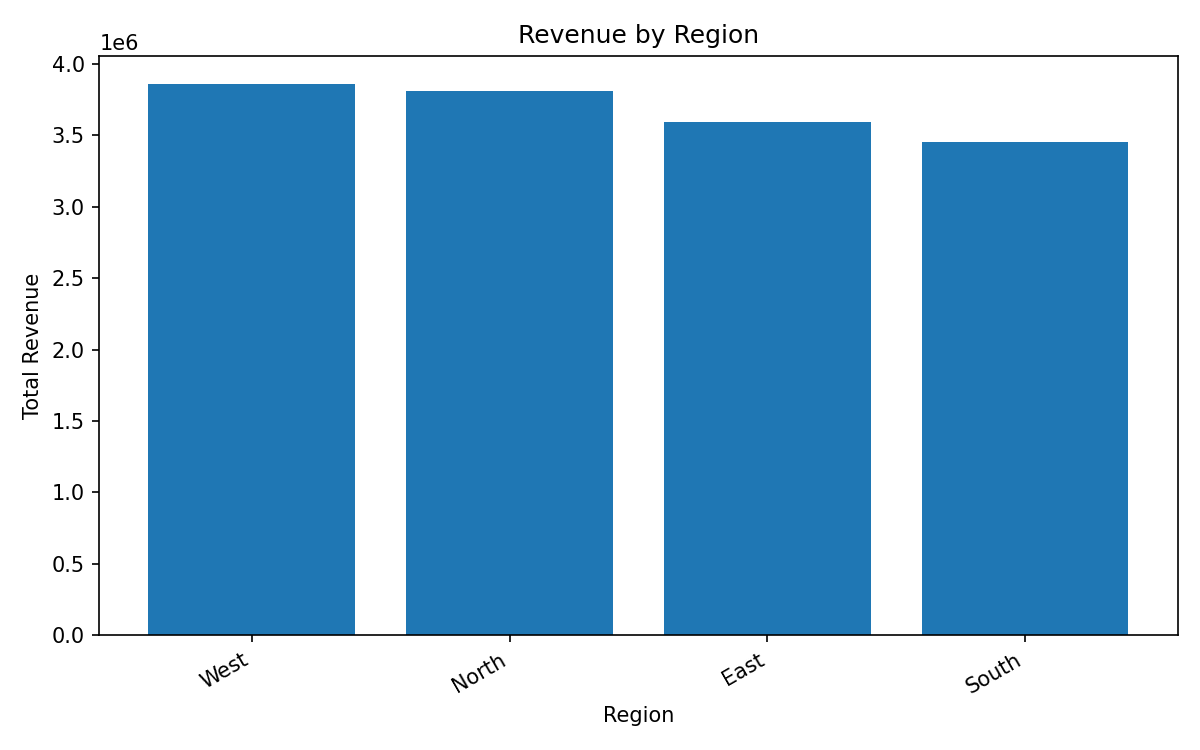 Revenue by Region
1e6
4.0
3.5
3.0
2.5
2.0
1.5
1.0
0.5
0.0
Total Revenue
West
North
East
South
Region